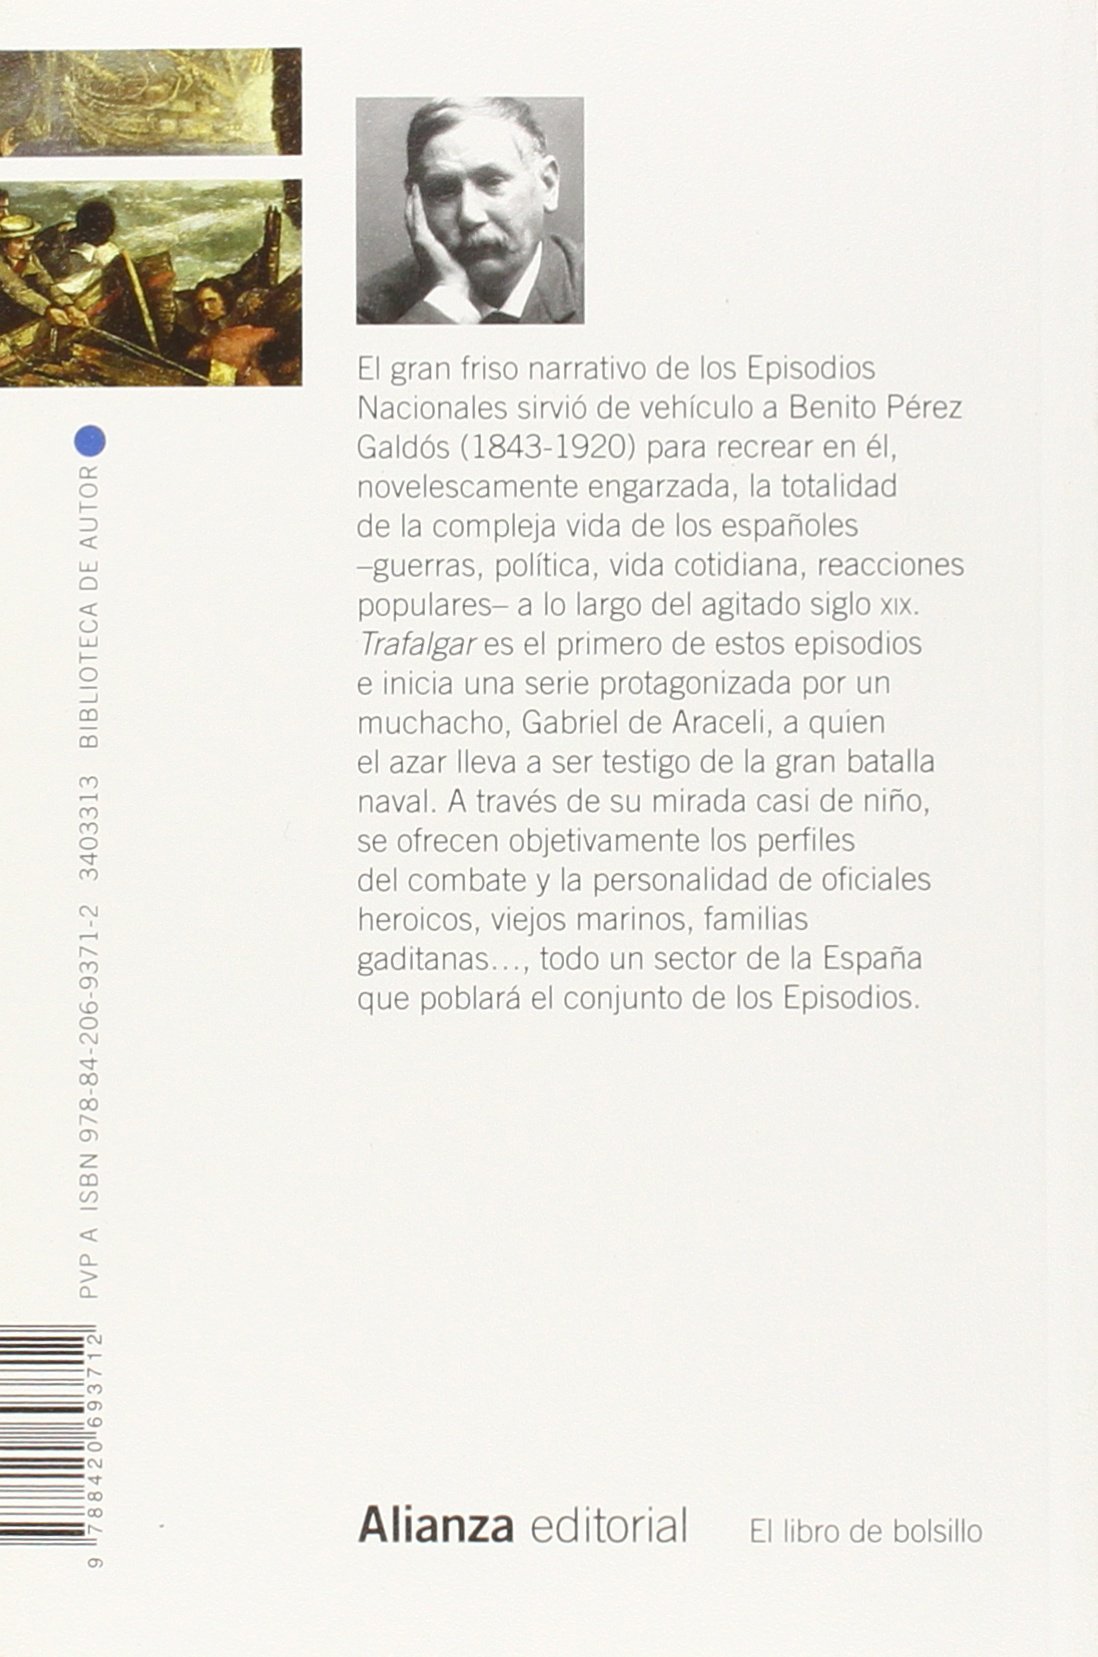 El gran friso narrativo de los Episodios
Nacionales sirvió de vehículo a Benito Pérez
Galdós (1843-1920) para recrear en él,
novelescamente engarzada, la totalidad
de la compleja vida de los españoles
–guerras, política, vida cotidiana, reacciones
populares– a lo largo del agitado siglo XIX.
Trafalgar es el primero de estos episodios
e inicia una serie protagonizada por un
muchacho, Gabriel de Araceli, a quien
el azar lleva a ser testigo de la gran batalla
naval. A través de su mirada casi de niño,
se ofrecen objetivamente los perfiles
del combate y la personalidad de oficiales
heroicos, viejos marinos, familias
gaditanas..., todo un sector de la España
que poblará el conjunto de los Episodios.
PVP A ISBN 978-84-206-9371-2 3403313 BIBLIOTECA DE AUTOR
9 788420 693712
Alianza editorial El libro de bolsillo